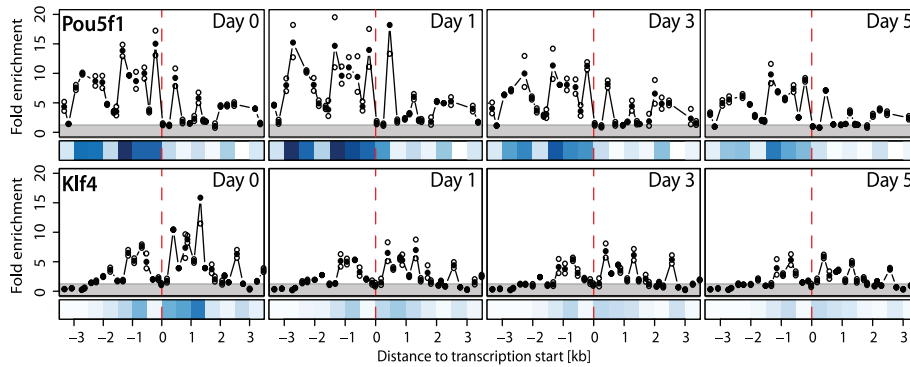 Pou5f1 Day 0 Day 1 Day 3 Day 5
Fold enrichment
20
15
10
5
0
Klf4 Day 0 Day 1 Day 3 Day 5
Fold enrichment
20
15
10
5
0
−3 −2 −1 0 1 2 3 −3 −2 −1 0 1 2 3 −3 −2 −1 0 1 2 3 −3 −2 −1 0 1 2 3
Distance to transcription start [kb]